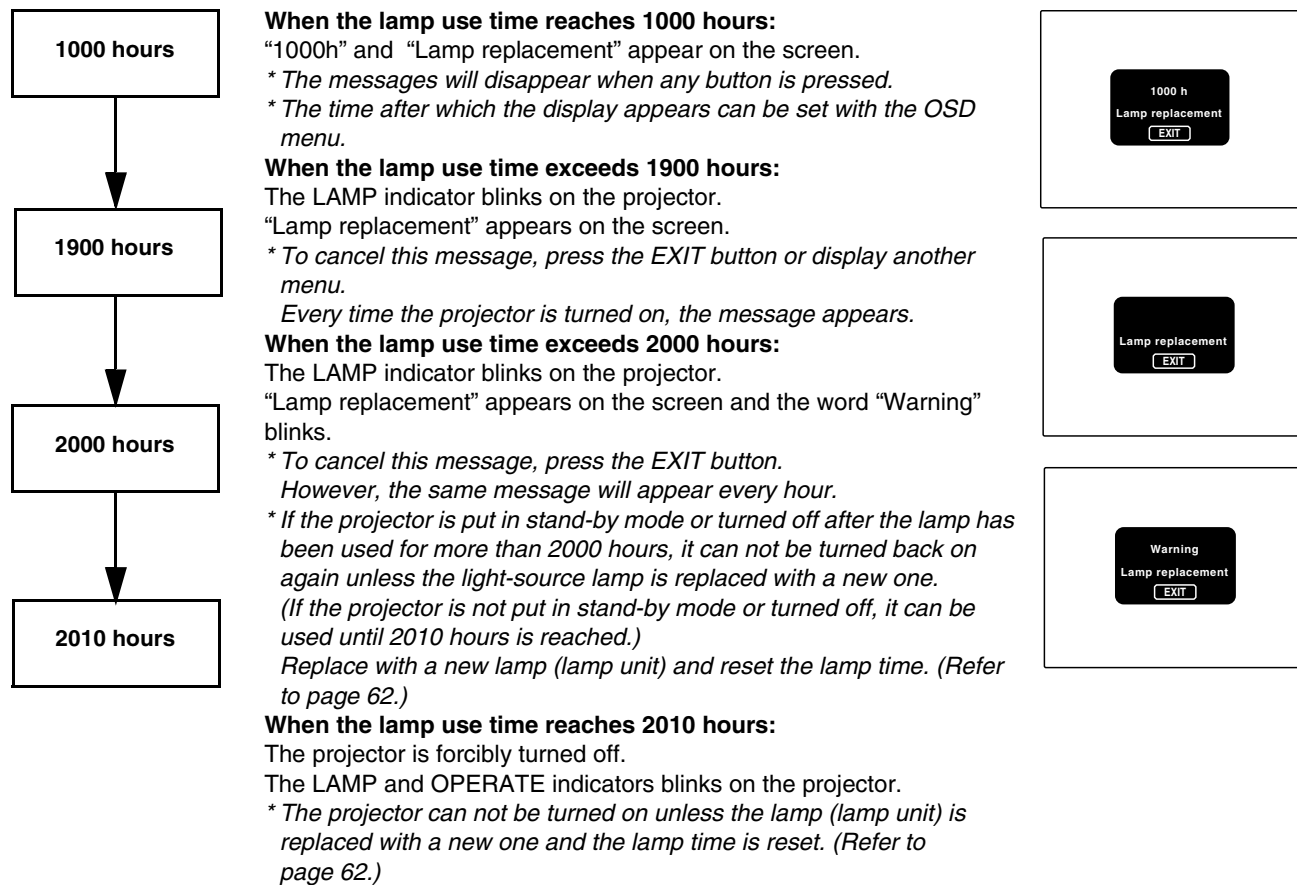 1000 hours
1900 hours
2000 hours
2010 hours
When the lamp use time reaches 1000 hours:
“1000h” and “Lamp replacement” appear on the screen.
* The messages will disappear when any button is pressed.
* The time after which the display appears can be set with the OSD
menu.
When the lamp use time exceeds 1900 hours:
The LAMP indicator blinks on the projector.
“Lamp replacement” appears on the screen.
* To cancel this message, press the EXIT button or display another
menu.
Every time the projector is turned on, the message appears.
When the lamp use time exceeds 2000 hours:
The LAMP indicator blinks on the projector.
“Lamp replacement” appears on the screen and the word “Warning”
blinks.
* To cancel this message, press the EXIT button.
However, the same message will appear every hour.
* If the projector is put in stand-by mode or turned off after the lamp has
been used for more than 2000 hours, it can not be turned back on
again unless the light-source lamp is replaced with a new one.
(If the projector is not put in stand-by mode or turned off, it can be
used until 2010 hours is reached.)
Replace with a new lamp (lamp unit) and reset the lamp time. (Refer
to page 62.)
When the lamp use time reaches 2010 hours:
The projector is forcibly turned off.
The LAMP and OPERATE indicators blinks on the projector.
* The projector can not be turned on unless the lamp (lamp unit) is
replaced with a new one and the lamp time is reset. (Refer to
page 62.)
1000 h
Lamp replacement
EXIT
Lamp replacement
EXIT
Warning
Lamp replacement
EXIT